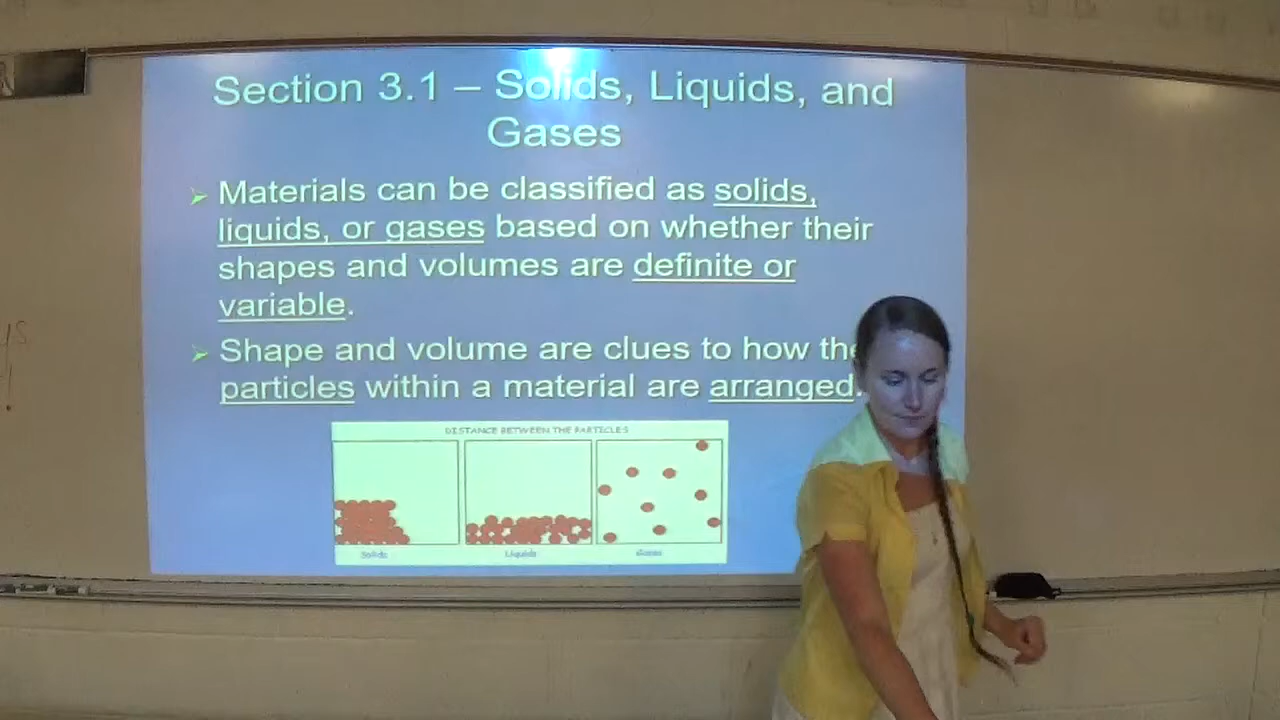 Section 3.1 – Solids, Liquids, and
Gases
➢ Materials can be classified as solids,
liquids, or gases based on whether their
shapes and volumes are definite or
variable.
➢ Shape and volume are clues to how the
particles within a material are arranged.
DISTANCE BETWEEN THE PARTICLES
Solids Liquids Gases